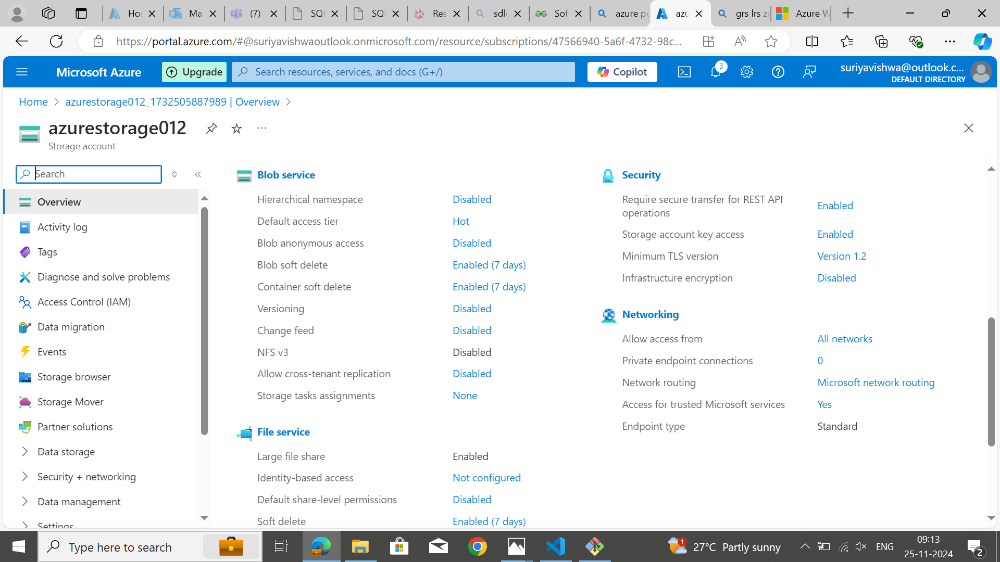 Hor
Ma
(7)
SQL
SQL
Res
sdlc
Sof
azure po
azu
grs lrs zr
Azure W
https://portal.azure.com/#@suriyavishwaoutlook.onmicrosoft.com/resource/subscriptions/47566940-5a6f-4732-98c...
Microsoft Azure
Upgrade
Search resources, services, and docs (G+/)
Copilot
3
suriyavishwa@outlook.c...
DEFAULT DIRECTORY
Home > azurestorage012_1732505887989 | Overview >
azurestorage012
Storage account
Search
Overview
Activity log
Tags
Diagnose and solve problems
Access Control (IAM)
Data migration
Events
Storage browser
Storage Mover
Partner solutions
Data storage
Security + networking
Data management
Settings
Blob service
Hierarchical namespace Disabled
Default access tier Hot
Blob anonymous access Disabled
Blob soft delete Enabled (7 days)
Container soft delete Enabled (7 days)
Versioning Disabled
Change feed Disabled
NFS v3 Disabled
Allow cross-tenant replication Disabled
Storage tasks assignments None
File service
Large file share Enabled
Identity-based access Not configured
Default share-level permissions Disabled
Soft delete Enabled (7 days)
Security
Require secure transfer for REST API
operations Enabled
Storage account key access Enabled
Minimum TLS version Version 1.2
Infrastructure encryption Disabled
Networking
Allow access from All networks
Private endpoint connections 0
Network routing Microsoft network routing
Access for trusted Microsoft services Yes
Endpoint type Standard
Type here to search
1
27°C Partly sunny
ENG
09:13
25-11-2024
2